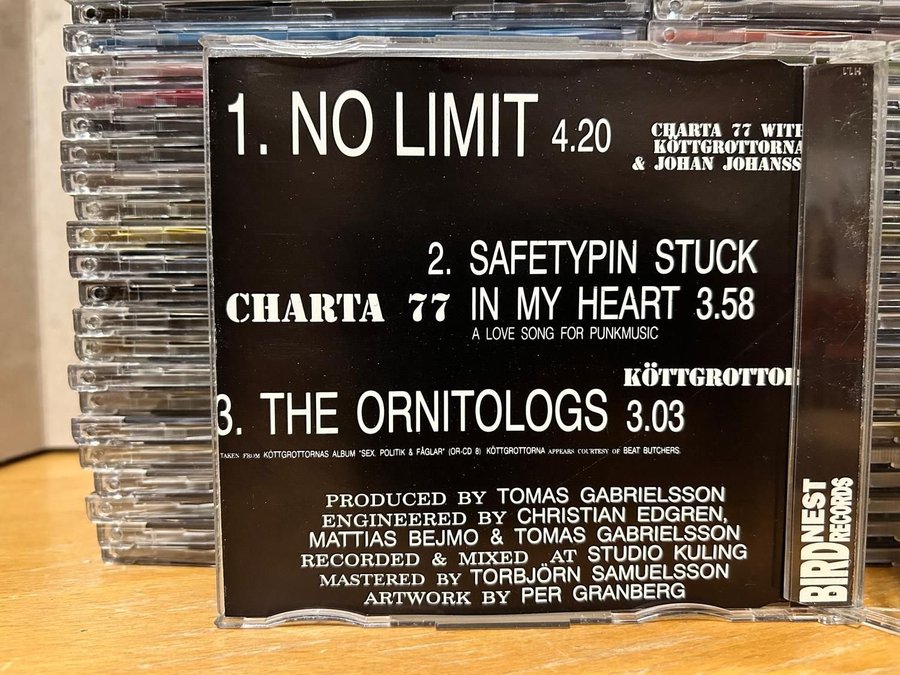 1. NO LIMIT 4.20
CHARTA 77 WITH
KÖTTGROTTORNA
& JOHAN JOHANSS
2. SAFETYPIN STUCK
IN MY HEART 3.58
A LOVE SONG FOR PUNKMUSIC
CHARTA 77
KÖTTGROTTOR
3. THE ORNITOLOGS 3.03
TAKEN FROM KÖTTGROTTORNAS ALBUM "SEX, POLITIK & FÅGLAR" (OR-CD 8) KÖTTGROTTORNA APPEARS COURTESY OF BEAT BUTCHERS.
PRODUCED BY TOMAS GABRIELSSON
ENGINEERED BY CHRISTIAN EDGREN,
MATTIAS BEJMO & TOMAS GABRIELSSON
RECORDED & MIXED AT STUDIO KULING
MASTERED BY TORBJÖRN SAMUELSSON
ARTWORK BY PER GRANBERG
BIRDNEST
RECORDS